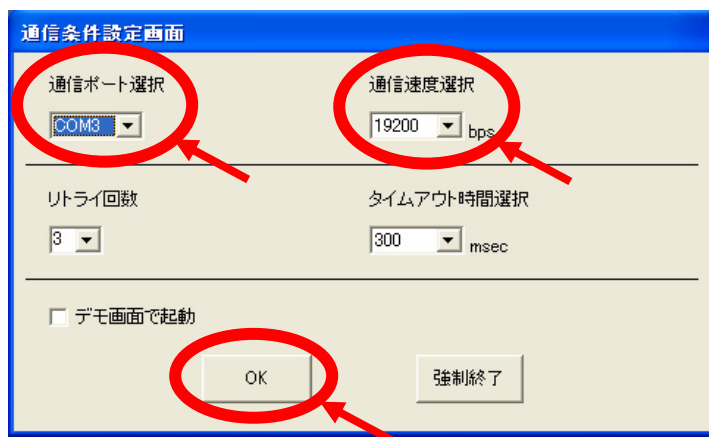 通信条件設定画面
通信ポート選択
通信速度選択
COM3
19200 bps
リトライ回数
タイムアウト時間選択
3
300 msec
デモ画面で起動
OK
強制終了